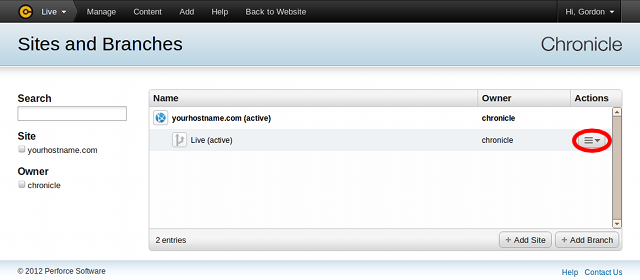 Live Manage Content Add Help Back to Website Hi, Gordon
Sites and Branches Chronicle
Search
Site
yourhostname.com
Owner
chronicle
Name Owner Actions
yourhostname.com (active) chronicle
Live (active) chronicle
2 entries + Add Site + Add Branch
© 2012 Perforce Software Help Contact Us